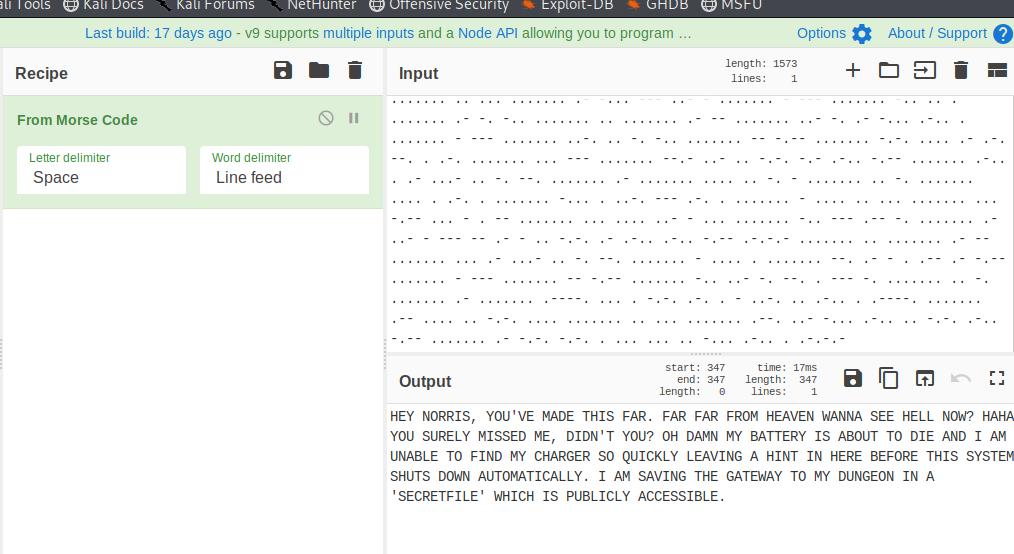 ali Tools Kali Docs Kali Forums NetHunter Offensive Security Exploit-DB GHDB MSFU
Last build: 17 days ago - v9 supports multiple inputs and a Node API allowing you to program ... Options About / Support
Recipe
From Morse Code
Letter delimiter
Space
Word delimiter
Line feed
Input
length: 1573
lines: 1
....... .. ... ....... .- -... --- ..- - ....... - --- ....... -.. .. .
....... .- -. -.. ....... .. ....... .- -- ....... ..- -. .- -... .-.. .
....... - --- ....... ..-. .. -. -.. ....... -- -.-- ....... -.-. .... .- .-.
--. . .-. ....... ... --- ....... --.- ..- .. -.-. -.- .-.. -.-- ....... .-..
. .- ...- .. -. --. ....... .- ....... .... .. -. - ....... .. -. .......
.... . .-. . ....... -... . ..-. --- .-. . ....... - .... .. ... ....... ...
-.-- ... - . -- ....... ... .... ..- - ... ....... -.. --- .-- -. ....... .-
..- - --- -- .- - .. -.-. .- .-.. .-.. -.-- .-.-.- ....... .. ....... .- --
....... ... .- ...- .. -. --. ....... - .... . ....... --. .- - . .-- .- -.--
....... - --- ....... -- -.-- ....... -.. ..- -. --. . --- -. ....... .. -.
....... .- ....... .----. ... . -.-. .-. . - ..-. .. .-.. . .----. .......
.-- .... .. -.-. .... ....... .. ... ....... .--. ..- -... .-.. .. -.-. .-..
-.-- ....... .- -.-. -.-. . ... ... .. -... .-.. . .-.-.-
Output
start: 347 time: 17ms
end: 347 length: 347
length: 0 lines: 1
HEY NORRIS, YOU'VE MADE THIS FAR. FAR FAR FROM HEAVEN WANNA SEE HELL NOW? HAHA
YOU SURELY MISSED ME, DIDN'T YOU? OH DAMN MY BATTERY IS ABOUT TO DIE AND I AM
UNABLE TO FIND MY CHARGER SO QUICKLY LEAVING A HINT IN HERE BEFORE THIS SYSTEM
SHUTS DOWN AUTOMATICALLY. I AM SAVING THE GATEWAY TO MY DUNGEON IN A
'SECRETFILE' WHICH IS PUBLICLY ACCESSIBLE.